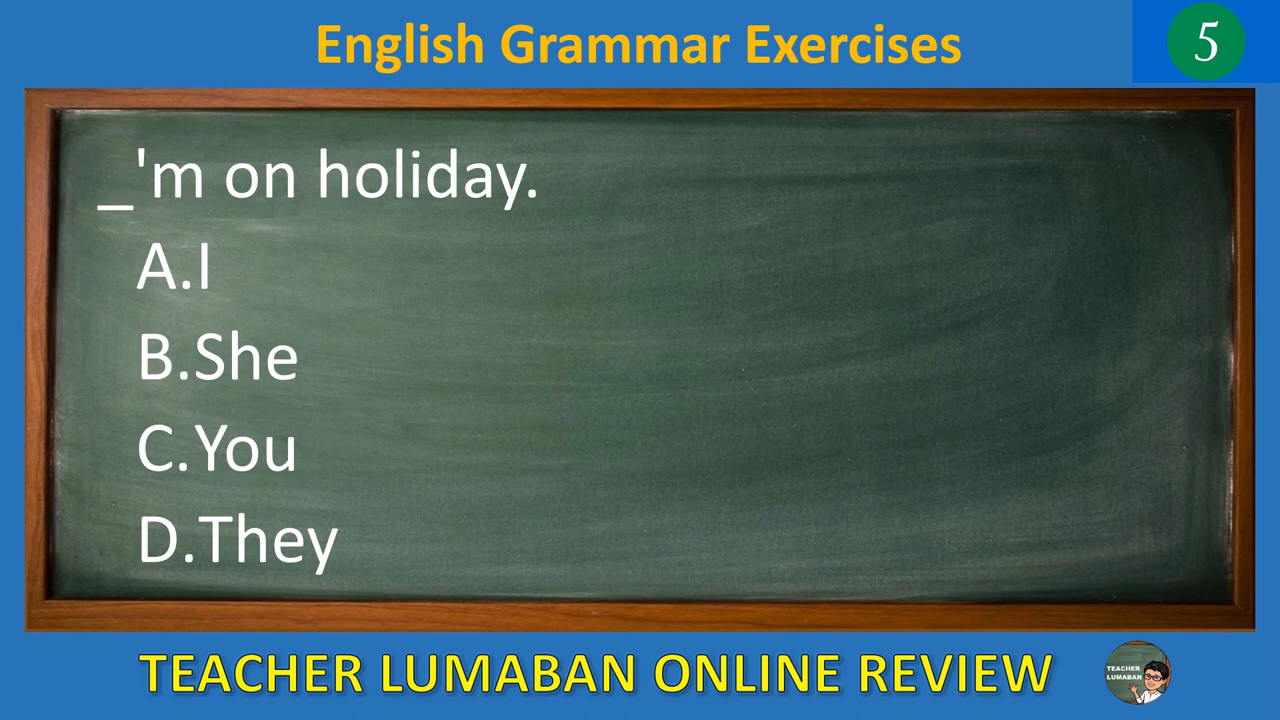 English Grammar Exercises
5
_'m on holiday.
A.I
B.She
C.You
D.They
TEACHER LUMABAN ONLINE REVIEW
TEACHER
LUMABAN